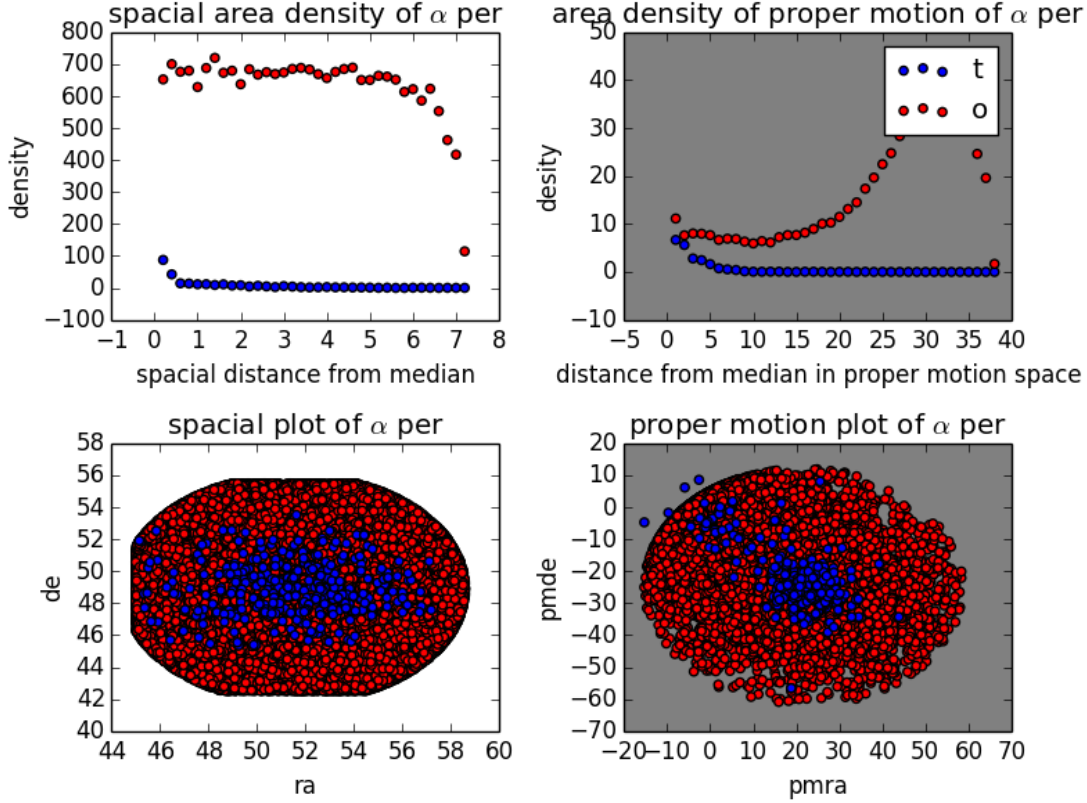 spacial area density of α per
800
700
600
500
400
300
200
100
0
−100
density
−1 0 1 2 3 4 5 6 7 8
spacial distance from median
area density of proper motion of α per
50
40
30
20
10
0
−10
desity
t
o
−5 0 5 10 15 20 25 30 35 40
distance from median in proper motion space
spacial plot of α per
58
56
54
52
50
48
46
44
42
40
de
44 46 48 50 52 54 56 58 60
ra
proper motion plot of α per
20
10
0
−10
−20
−30
−40
−50
−60
−70
pmde
−20 −10 0 10 20 30 40 50 60 70
pmra